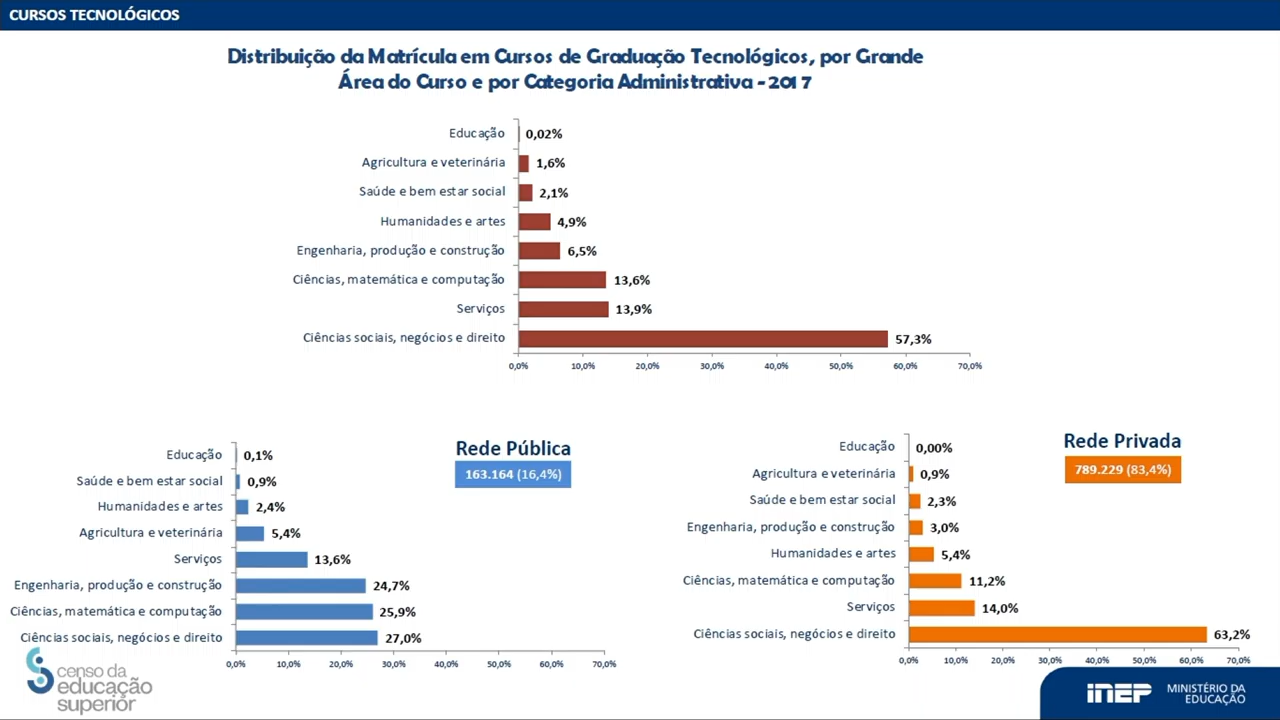 CURSOS TECNOLÓGICOS
Distribuição da Matrícula em Cursos de Graduação Tecnológicos, por Grande
Área do Curso e por Categoria Administrativa - 2017
Educação 0,02%
Agricultura e veterinária 1,6%
Saúde e bem estar social 2,1%
Humanidades e artes 4,9%
Engenharia, produção e construção 6,5%
Ciências, matemática e computação 13,6%
Serviços 13,9%
Ciências sociais, negócios e direito 57,3%
0,0% 10,0% 20,0% 30,0% 40,0% 50,0% 60,0% 70,0%
Rede Pública
163.164 (16,4%)
Educação 0,1%
Saúde e bem estar social 0,9%
Humanidades e artes 2,4%
Agricultura e veterinária 5,4%
Serviços 13,6%
Engenharia, produção e construção 24,7%
Ciências, matemática e computação 25,9%
Ciências sociais, negócios e direito 27,0%
0,0% 10,0% 20,0% 30,0% 40,0% 50,0% 60,0% 70,0%
Rede Privada
789.229 (83,4%)
Educação 0,00%
Agricultura e veterinária 0,9%
Saúde e bem estar social 2,3%
Engenharia, produção e construção 3,0%
Humanidades e artes 5,4%
Ciências, matemática e computação 11,2%
Serviços 14,0%
Ciências sociais, negócios e direito 63,2%
0,0% 10,0% 20,0% 30,0% 40,0% 50,0% 60,0% 70,0%
censo da
educação
superior
INEP
MINISTÉRIO DA
EDUCAÇÃO